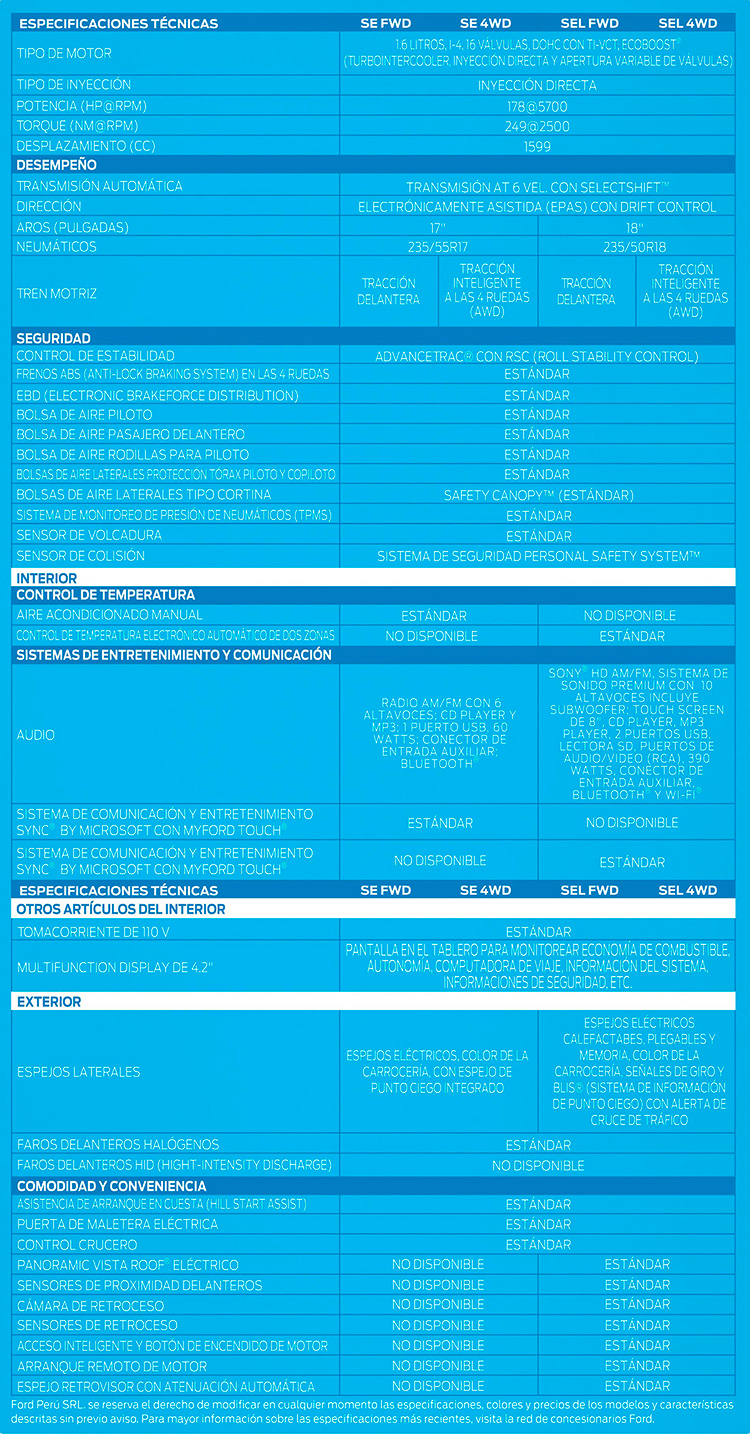 ESPECIFICACIONES TÉCNICAS SE FWD SE 4WD SEL FWD SEL 4WD
TIPO DE MOTOR
1.6 LITROS, I-4, 16 VÁLVULAS, DOHC CON TI-VCT, ECOBOOST®
(TURBOINTERCOOLER, INYECCIÓN DIRECTA Y APERTURA VARIABLE DE VÁLVULAS)
TIPO DE INYECCIÓN INYECCIÓN DIRECTA
POTENCIA (HP@RPM) 178@5700
TORQUE (NM@RPM) 249@2500
DESPLAZAMIENTO (CC) 1599
DESEMPEÑO
TRANSMISIÓN AUTOMÁTICA TRANSMISIÓN AT 6 VEL. CON SELECTSHIFT™
DIRECCIÓN ELECTRÓNICAMENTE ASISTIDA (EPAS) CON DRIFT CONTROL
AROS (PULGADAS) 17" 18"
NEUMÁTICOS 235/55R17 235/50R18
TREN MOTRIZ
TRACCIÓN
DELANTERA
TRACCIÓN
INTELIGENTE
A LAS 4 RUEDAS
(AWD)
TRACCIÓN
DELANTERA
TRACCIÓN
INTELIGENTE
A LAS 4 RUEDAS
(AWD)
SEGURIDAD
CONTROL DE ESTABILIDAD ADVANCETRAC® CON RSC (ROLL STABILITY CONTROL)
FRENOS ABS (ANTI-LOCK BRAKING SYSTEM) EN LAS 4 RUEDAS ESTÁNDAR
EBD (ELECTRONIC BRAKEFORCE DISTRIBUTION) ESTÁNDAR
BOLSA DE AIRE PILOTO ESTÁNDAR
BOLSA DE AIRE PASAJERO DELANTERO ESTÁNDAR
BOLSA DE AIRE RODILLAS PARA PILOTO ESTÁNDAR
BOLSAS DE AIRE LATERALES PROTECCIÓN TÓRAX PILOTO Y COPILOTO ESTÁNDAR
BOLSAS DE AIRE LATERALES TIPO CORTINA SAFETY CANOPY™ (ESTÁNDAR)
SISTEMA DE MONITOREO DE PRESIÓN DE NEUMÁTICOS (TPMS) ESTÁNDAR
SENSOR DE VOLCADURA ESTÁNDAR
SENSOR DE COLISIÓN SISTEMA DE SEGURIDAD PERSONAL SAFETY SYSTEM™
INTERIOR
CONTROL DE TEMPERATURA
AIRE ACONDICIONADO MANUAL ESTÁNDAR NO DISPONIBLE
CONTROL DE TEMPERATURA ELECTRÓNICO AUTOMÁTICO DE DOS ZONAS NO DISPONIBLE ESTÁNDAR
SISTEMAS DE ENTRETENIMIENTO Y COMUNICACIÓN
AUDIO
RADIO AM/FM CON 6
ALTAVOCES; CD PLAYER Y
MP3; 1 PUERTO USB, 60
WATTS; CONECTOR DE
ENTRADA AUXILIAR;
BLUETOOTH®
SONY® HD AM/FM, SISTEMA DE
SONIDO PREMIUM CON 10
ALTAVOCES INCLUYE
SUBWOOFER; TOUCH SCREEN
DE 8", CD PLAYER, MP3
PLAYER, 2 PUERTOS USB,
LECTORA SD, PUERTOS DE
AUDIO/VIDEO (RCA), 390
WATTS, CONECTOR DE
ENTRADA AUXILIAR,
BLUETOOTH® Y WI-FI®
SISTEMA DE COMUNICACIÓN Y ENTRETENIMIENTO
SYNC® BY MICROSOFT CON MYFORD TOUCH® ESTÁNDAR NO DISPONIBLE
SISTEMA DE COMUNICACIÓN Y ENTRETENIMIENTO
SYNC® BY MICROSOFT CON MYFORD TOUCH® NO DISPONIBLE ESTÁNDAR
ESPECIFICACIONES TÉCNICAS SE FWD SE 4WD SEL FWD SEL 4WD
OTROS ARTÍCULOS DEL INTERIOR
TOMACORRIENTE DE 110 V ESTÁNDAR
MULTIFUNCTION DISPLAY DE 4.2"
PANTALLA EN EL TABLERO PARA MONITOREAR ECONOMÍA DE COMBUSTIBLE,
AUTONOMÍA, COMPUTADORA DE VIAJE, INFORMACIÓN DEL SISTEMA,
INFORMACIONES DE SEGURIDAD, ETC.
EXTERIOR
ESPEJOS LATERALES
ESPEJOS ELÉCTRICOS, COLOR DE LA
CARROCERÍA, CON ESPEJO DE
PUNTO CIEGO INTEGRADO
ESPEJOS ELÉCTRICOS
CALEFACTABES, PLEGABLES Y
MEMORIA, COLOR DE LA
CARROCERÍA, SEÑALES DE GIRO Y
BLIS® (SISTEMA DE INFORMACIÓN
DE PUNTO CIEGO) CON ALERTA DE
CRUCE DE TRÁFICO
FAROS DELANTEROS HALÓGENOS ESTÁNDAR
FAROS DELANTEROS HID (HIGHT-INTENSITY DISCHARGE) NO DISPONIBLE
COMODIDAD Y CONVENIENCIA
ASISTENCIA DE ARRANQUE EN CUESTA (HILL START ASSIST) ESTÁNDAR
PUERTA DE MALETERA ELÉCTRICA ESTÁNDAR
CONTROL CRUCERO ESTÁNDAR
PANORAMIC VISTA ROOF® ELÉCTRICO NO DISPONIBLE ESTÁNDAR
SENSORES DE PROXIMIDAD DELANTEROS NO DISPONIBLE ESTÁNDAR
CÁMARA DE RETROCESO NO DISPONIBLE ESTÁNDAR
SENSORES DE RETROCESO NO DISPONIBLE ESTÁNDAR
ACCESO INTELIGENTE Y BOTÓN DE ENCENDIDO DE MOTOR NO DISPONIBLE ESTÁNDAR
ARRANQUE REMOTO DE MOTOR NO DISPONIBLE ESTÁNDAR
ESPEJO RETROVISOR CON ATENUACIÓN AUTOMÁTICA NO DISPONIBLE ESTÁNDAR
Ford Perú SRL. se reserva el derecho de modificar en cualquier momento las especificaciones, colores y precios de los modelos y características
descritas sin previo aviso. Para mayor información sobre las especificaciones más recientes, visita la red de concesionarios Ford.